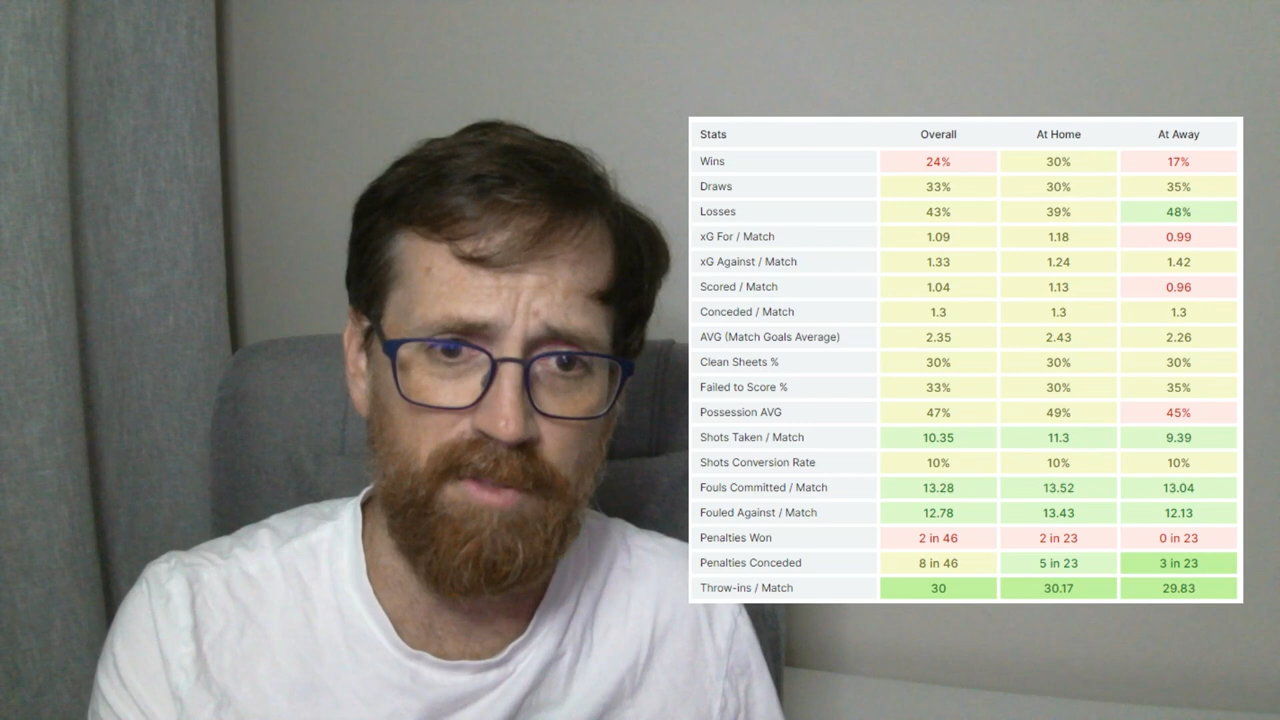 Stats Overall At Home At Away
Wins 24% 30% 17%
Draws 33% 30% 35%
Losses 43% 39% 48%
xG For / Match 1.09 1.18 0.99
xG Against / Match 1.33 1.24 1.42
Scored / Match 1.04 1.13 0.96
Conceded / Match 1.3 1.3 1.3
AVG (Match Goals Average) 2.35 2.43 2.26
Clean Sheets % 30% 30% 30%
Failed to Score % 33% 30% 35%
Possession AVG 47% 49% 45%
Shots Taken / Match 10.35 11.3 9.39
Shots Conversion Rate 10% 10% 10%
Fouls Committed / Match 13.28 13.52 13.04
Fouled Against / Match 12.78 13.43 12.13
Penalties Won 2 in 46 2 in 23 0 in 23
Penalties Conceded 8 in 46 5 in 23 3 in 23
Throw-ins / Match 30 30.17 29.83